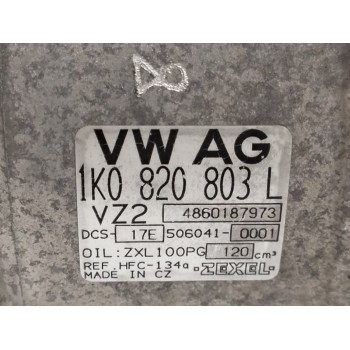 VW AG
1K0 820 803 L
VZ2 4860187973
DCS-17E 506041-0001
OIL:ZXL100PG 120 cm³
REF.HFC-134a ZEXEL
MADE IN CZ